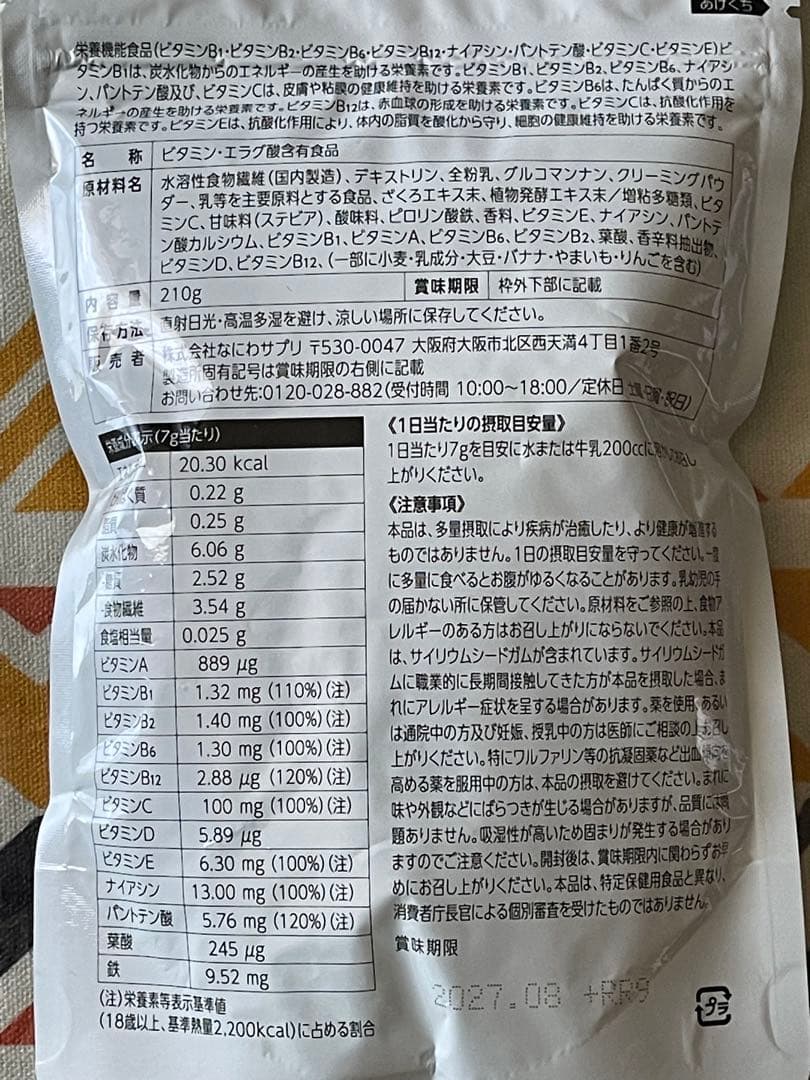 あけくち
栄養機能食品(ビタミンB1・ビタミンB2・ビタミンB6・ビタミンB12・ナイアシン・パントテン酸・ビタミンC・ビタミンE)ビ
タミンB1は、炭水化物からのエネルギーの産生を助ける栄養素です。ビタミンB1、ビタミンB2、ビタミンB6、ナイアシ
ン、パントテン酸及び、ビタミンCは、皮膚や粘膜の健康維持を助ける栄養素です。ビタミンB6は、たんぱく質からのエ
ネルギーの産生を助ける栄養素です。ビタミンB12は、赤血球の形成を助ける栄養素です。ビタミンCは、抗酸化作用を
持つ栄養素です。ビタミンEは、抗酸化作用により、体内の脂質を酸化から守り、細胞の健康維持を助ける栄養素です。
名 称 ビタミン・エラグ酸含有食品
原材料名 水溶性食物繊維(国内製造)、デキストリン、全粉乳、グルコマンナン、クリーミングパウ
ダー、乳等を主要原料とする食品、ざくろエキス末、植物発酵エキス末/増粘多糖類、ビタ
ミンC、甘味料(ステビア)、酸味料、ピロリン酸鉄、香料、ビタミンE、ナイアシン、パントテ
ン酸カルシウム、ビタミンB1、ビタミンA、ビタミンB6、ビタミンB2、葉酸、香辛料抽出物、
ビタミンD、ビタミンB12、(一部に小麦・乳成分・大豆・バナナ・やまいも・りんごを含む)
内容量 210g 賞味期限 枠外下部に記載
保存方法 直射日光・高温多湿を避け、涼しい場所に保存してください。
販売者 株式会社なにわサプリ 〒530-0047 大阪府大阪市北区西天満4丁目1番2号
製造所固有記号は賞味期限の右側に記載
お問い合わせ先:0120-028-882(受付時間 10:00〜18:00/定休日 土曜・日曜・祝日)
栄養成分表示(7g当たり)
20.30 kcal
たんぱく質 0.22 g
脂質 0.25 g
炭水化物 6.06 g
-糖質 2.52 g
-食物繊維 3.54 g
食塩相当量 0.025 g
ビタミンA 889 μg
ビタミンB1 1.32 mg (110%)(注)
ビタミンB2 1.40 mg (100%)(注)
ビタミンB6 1.30 mg (100%)(注)
ビタミンB12 2.88 μg (120%)(注)
ビタミンC 100 mg (100%)(注)
ビタミンD 5.89 μg
ビタミンE 6.30 mg (100%)(注)
ナイアシン 13.00 mg (100%)(注)
パントテン酸 5.76 mg (120%)(注)
葉酸 245 μg
鉄 9.52 mg
(注)栄養素等表示基準値
(18歳以上、基準熱量2,200kcal)に占める割合
《1日当たりの摂取目安量》
1日当たり7gを目安に水または牛乳200ccに溶かしてお召し
上がりください。
《注意事項》
本品は、多量摂取により疾病が治癒したり、より健康が増進する
ものではありません。1日の摂取目安量を守ってください。一度
に多量に食べるとお腹がゆるくなることがあります。乳幼児の手
の届かない所に保管してください。原材料をご参照の上、食物ア
レルギーのある方はお召し上がりにならないでください。本品
は、サイリウムシードガムが含まれています。サイリウムシードガ
ムに職業的に長期間接触してきた方が本品を摂取した場合、ま
れにアレルギー症状を呈する場合があります。薬を使用、あるい
は通院中の方及び妊娠、授乳中の方は医師にご相談の上お召し
上がりください。特にワルファリン等の抗凝固薬など出血傾向を
高める薬を服用中の方は、本品の摂取を避けてください。まれに
味や外観などにばらつきが生じる場合がありますが、品質には問
題ありません。吸湿性が高いため固まりが発生する場合があり
ますのでご注意ください。開封後は、賞味期限内に関わらずお早
めにお召し上がりください。本品は、特定保健用食品と異なり、
消費者庁長官による個別審査を受けたものではありません。
賞味期限
2027.08 +RR9
プラ